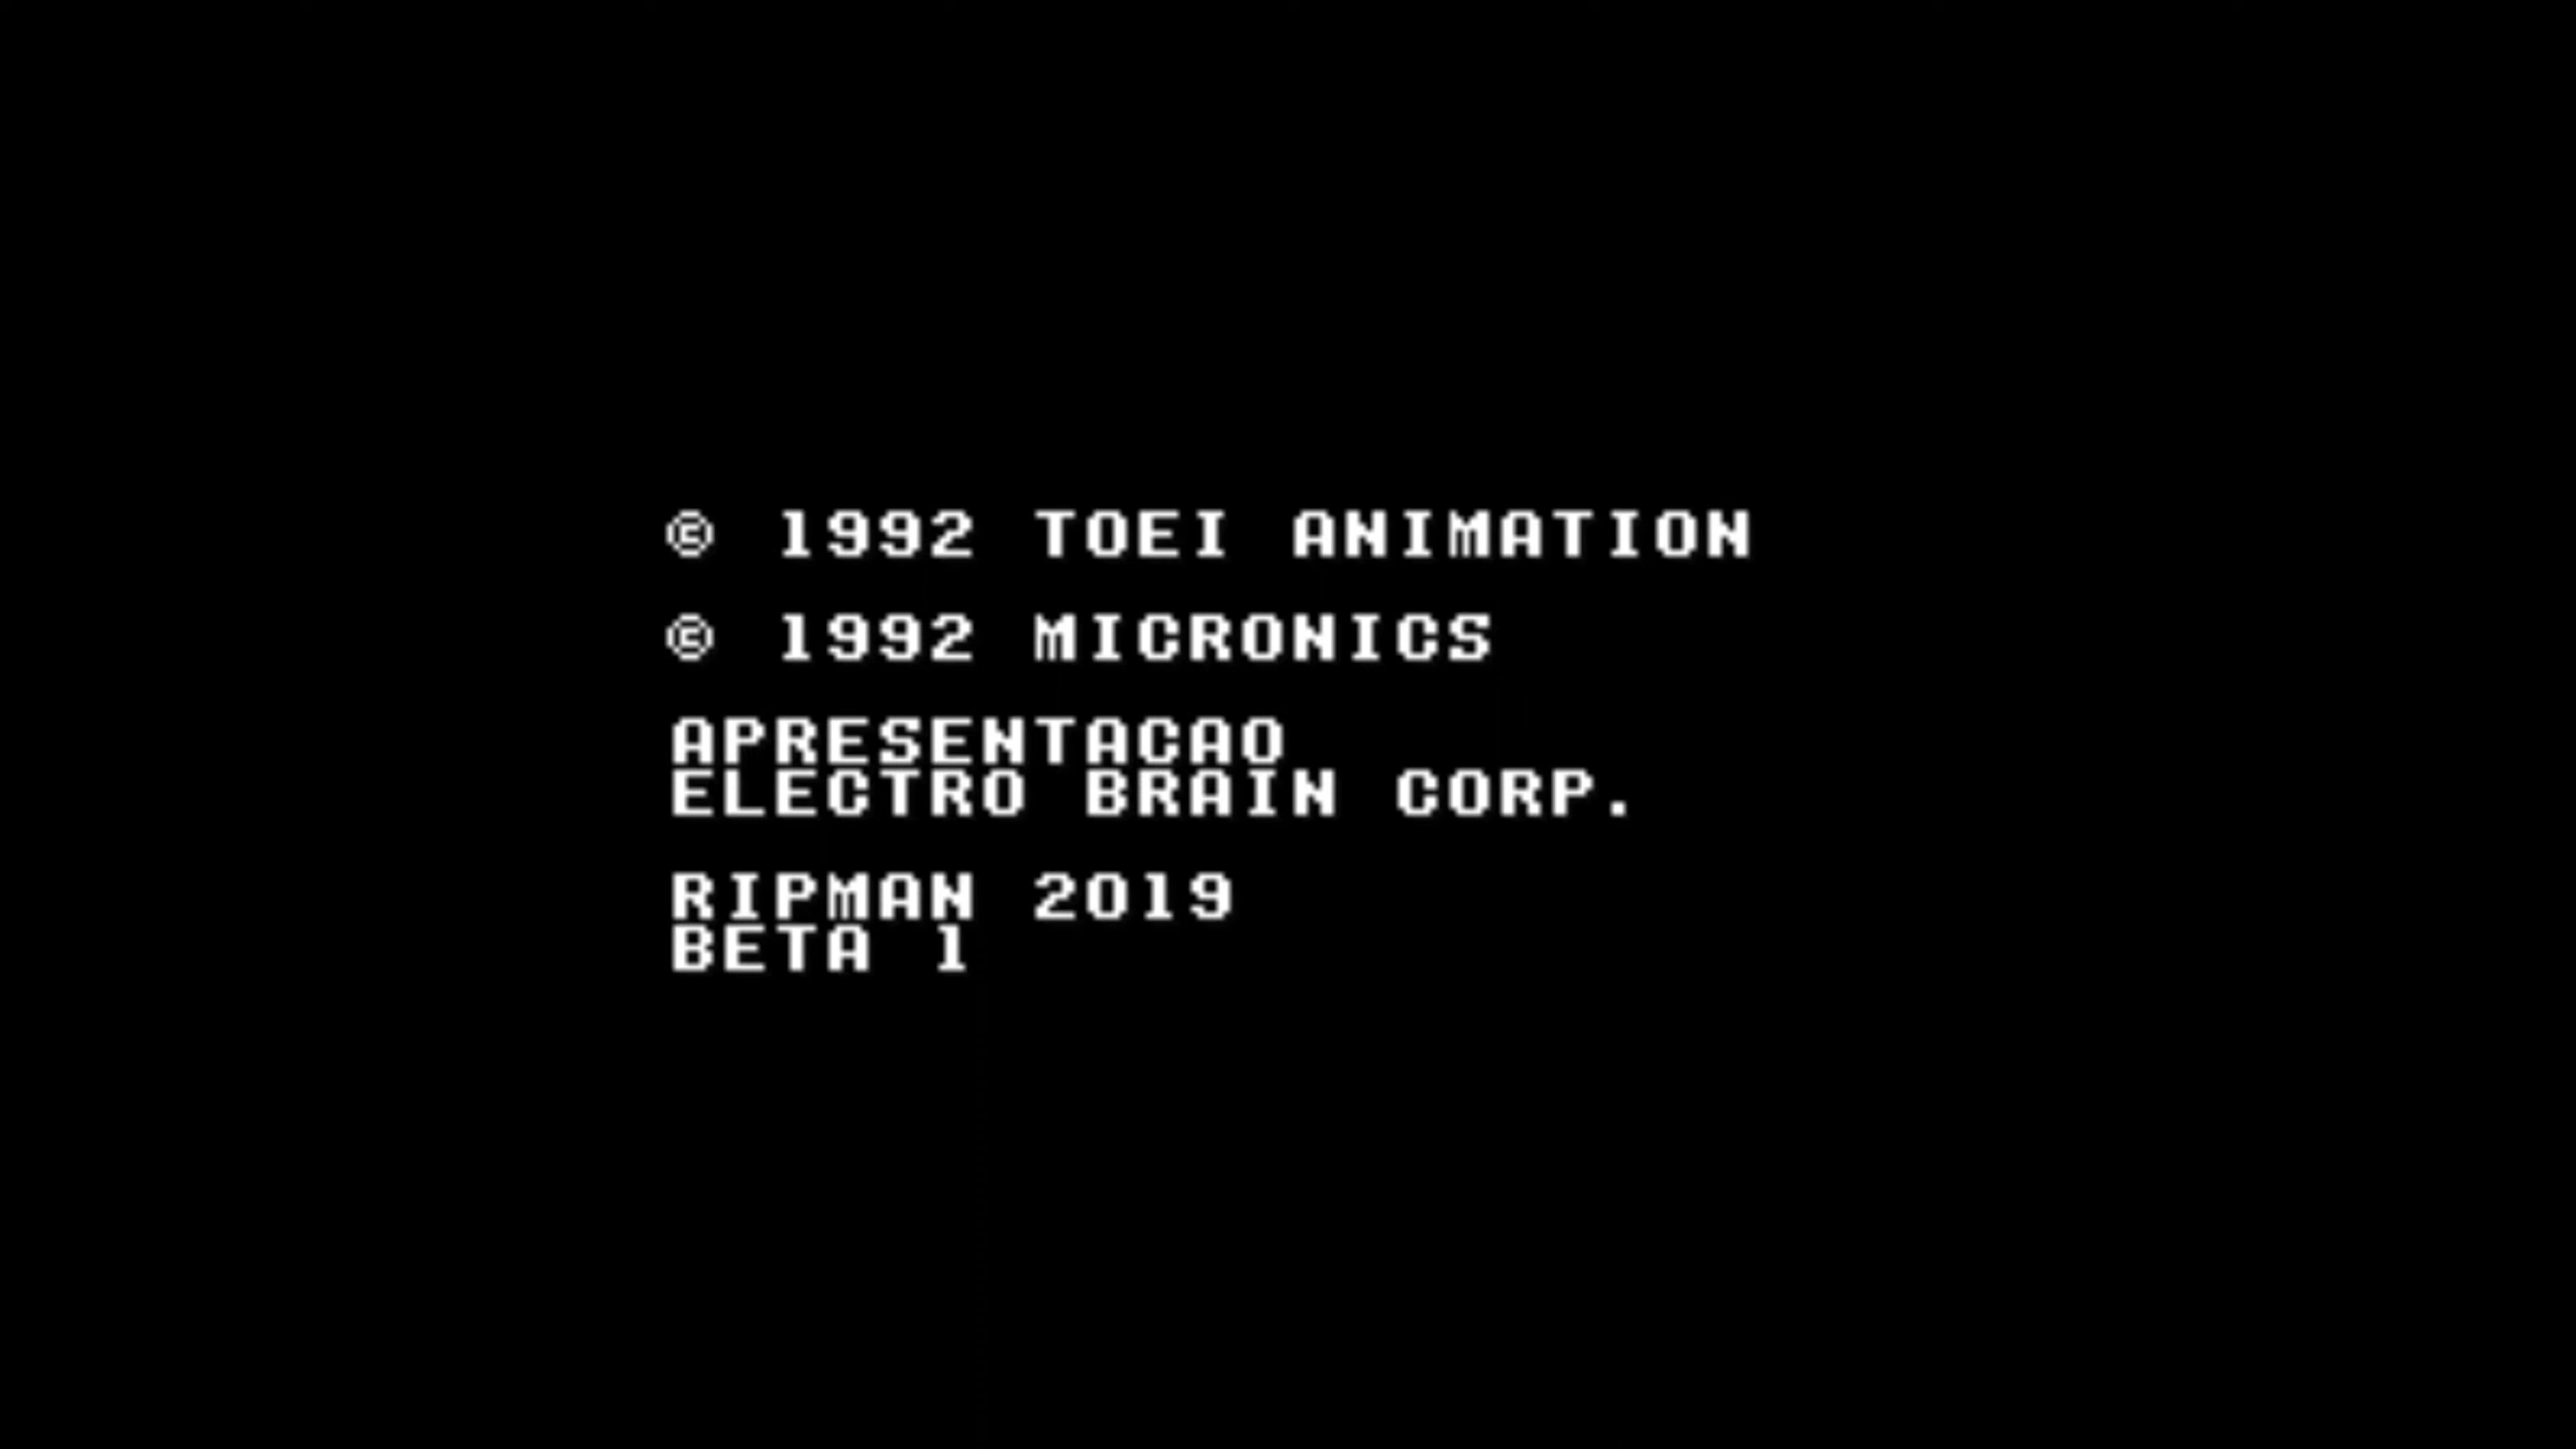 © 1992 TOEI ANIMATION
© 1992 MICRONICS
APRESENTACAO
ELECTRO BRAIN CORP.
RIPMAN 2019
BETA 1